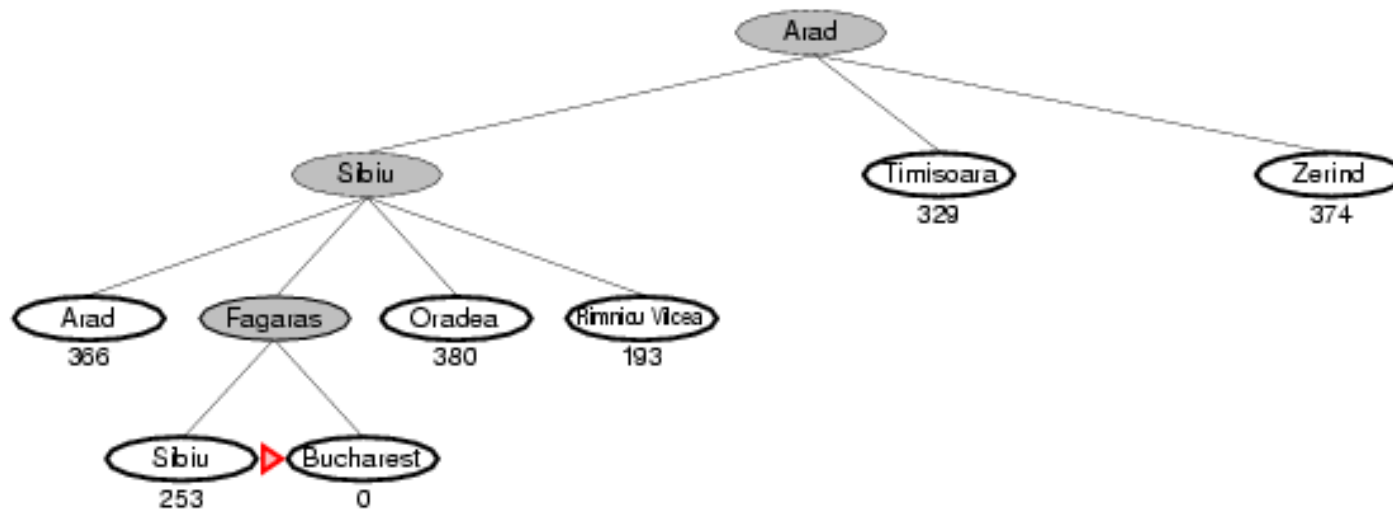 Arad
Sibiu
Timisoara
Zerind
329
374
Arad
Fagaras
Oradea
Rimnicu Vilcea
366
380
193
Sibiu
Bucharest
253
0